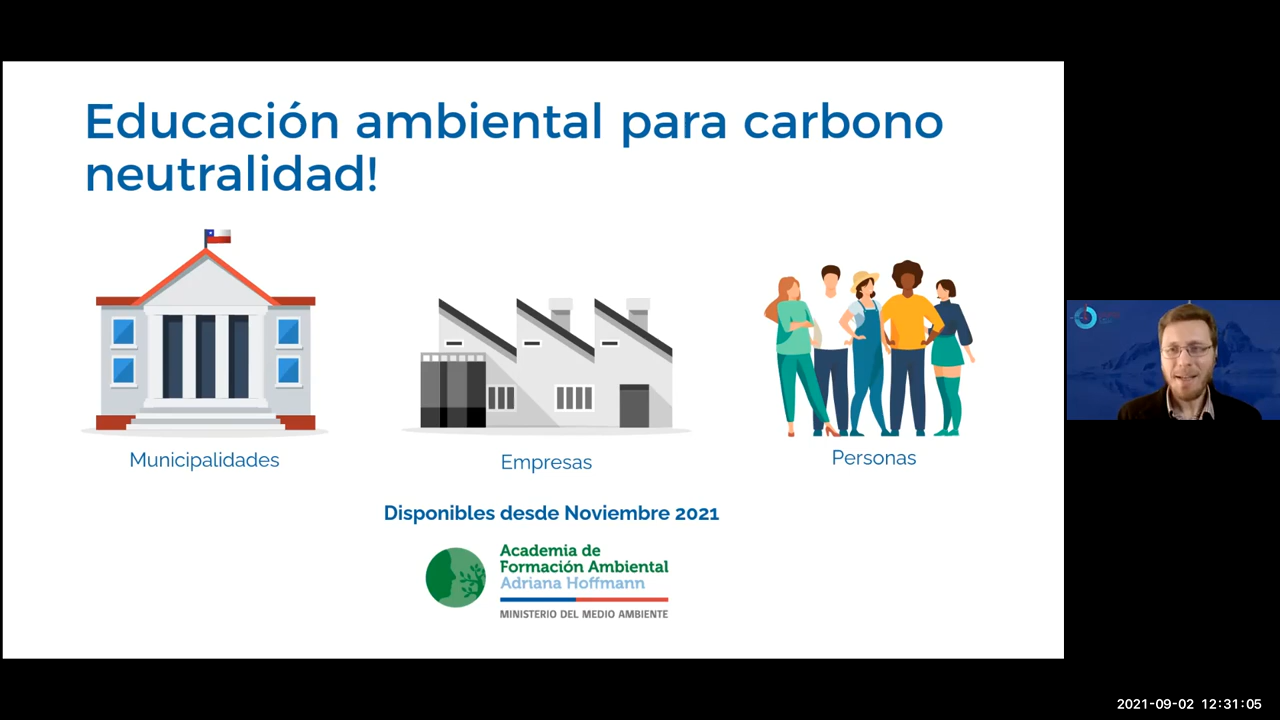 Educación ambiental para carbono
neutralidad!
Municipalidades
Empresas
Personas
Disponibles desde Noviembre 2021
Academia de
Formación Ambiental
Adriana Hoffmann
MINISTERIO DEL MEDIO AMBIENTE
2021-09-02 12:31:05